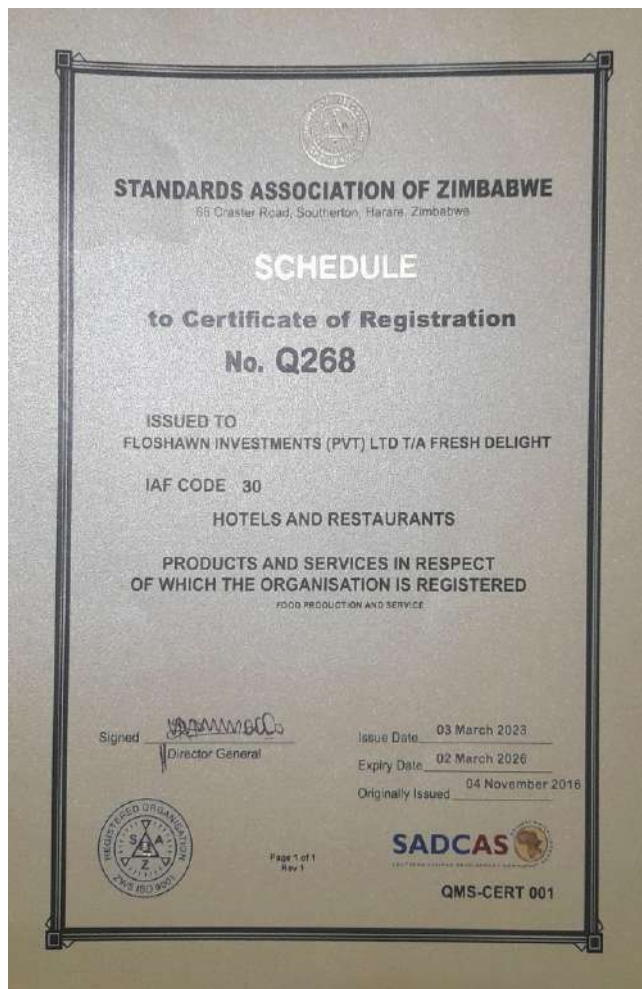 STANDARDS ASSOCIATION OF ZIMBABWE
Craster Road, Southerton, Harare, Zimbabwe
SCHEDULE
to Certificate of Registration
No. Q268
ISSUED TO
FLOSHAWN INVESTMENTS (PVT) LTD T/A FRESH DELIGHT
IAF CODE 30
HOTELS AND RESTAURANTS
PRODUCTS AND SERVICES IN RESPECT
OF WHICH THE ORGANISATION IS REGISTERED
FOOD PRODUCTION AND SERVICE
Signed
Director General
Issue Date 03 March 2023
Expiry Date 02 March 2026
Originally Issued 04 November 2016
REGISTERED ORGANISATION
S A
Z
ZWS ISO 9001
Page 1 of 1
Rev 1
SADCAS
QMS-CERT 001